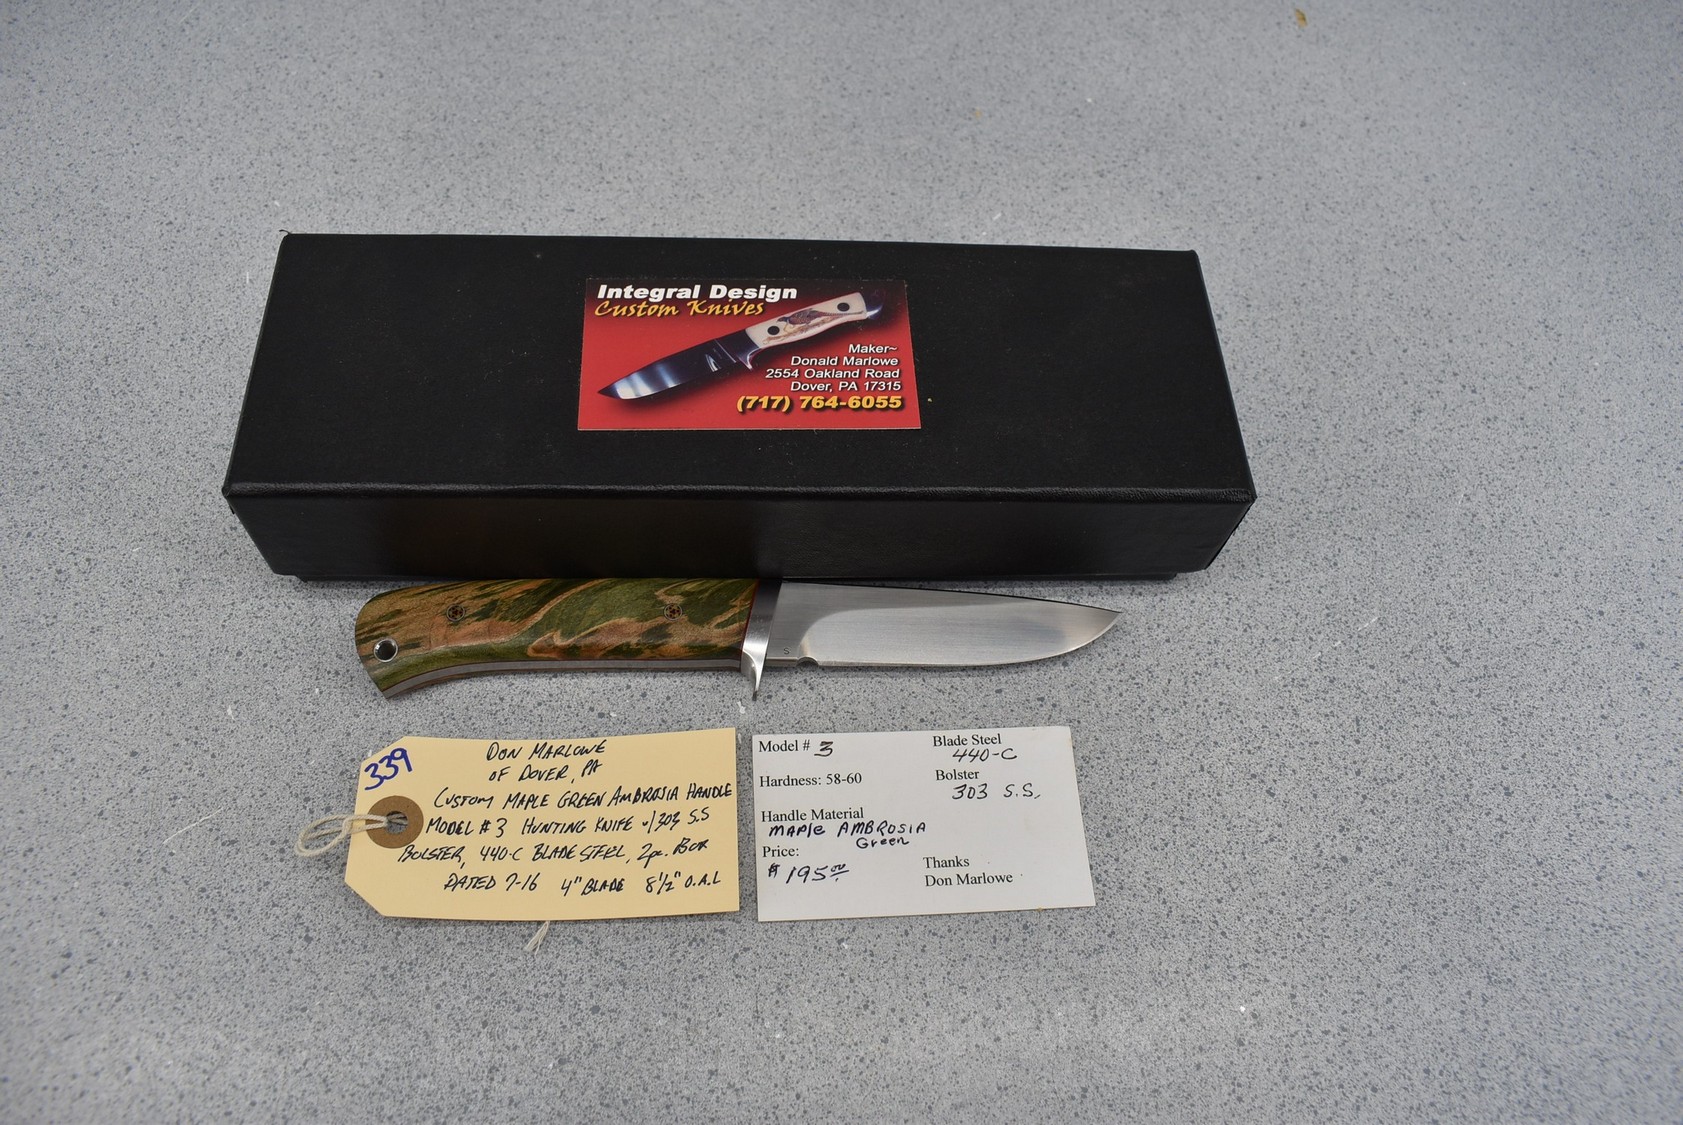 Integral Design
Custom Knives
Maker~
Donald Marlowe
2554 Oakland Road
Dover, PA 17315
(717) 764-6055
S
339
DON MARLOWE
OF DOVER, PA
CUSTOM MAPLE GREEN AMBROSIA HANDLE
MODEL #3 HUNTING KNIFE w/303 S.S
BOLSTER, 440-C BLADE STEEL, 2pc. BOX
DATED 7-16 4" BLADE 8½" O.A.L
Model # 3 Blade Steel
440-C
Hardness: 58-60 Bolster
303 S.S.
Handle Material
MAPle AMBROSIA
Green
Price:
$195.00
Thanks
Don Marlowe